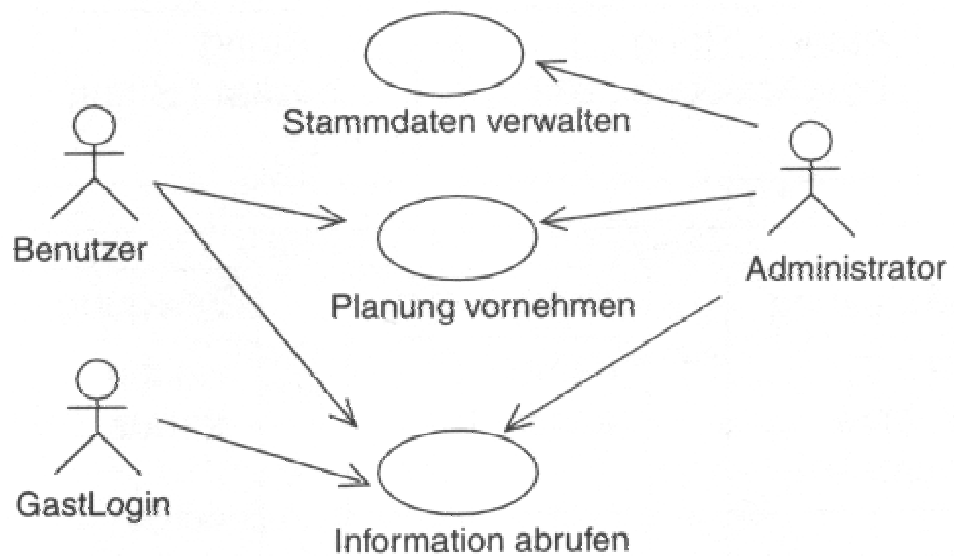 Stammdaten verwalten
Benutzer
Administrator
Planung vornehmen
GastLogin
Information abrufen